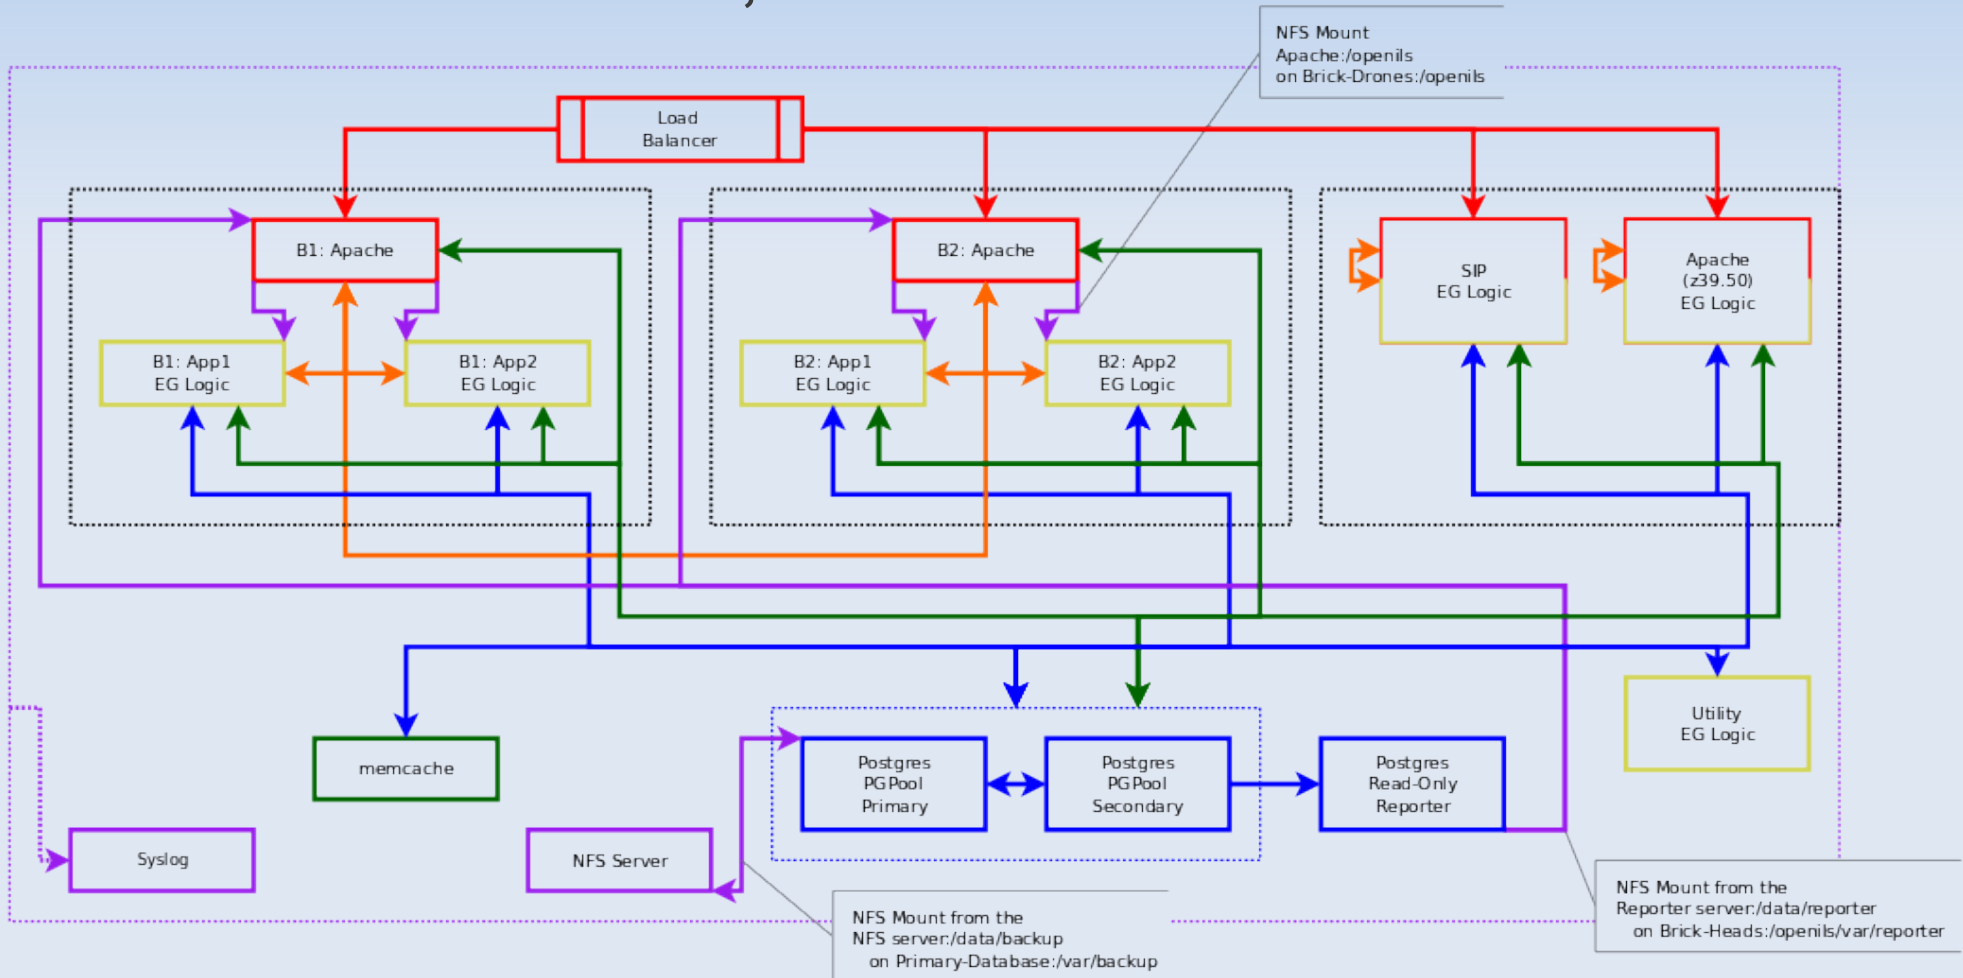 NFS Mount
Apache:/openils
on Brick-Drones:/openils
Load
Balancer
B1: Apache
B2: Apache
SIP
EG Logic
Apache
(z39.50)
EG Logic
B1: App1
EG Logic
B1: App2
EG Logic
B2: App1
EG Logic
B2: App2
EG Logic
Utility
EG Logic
memcache
Postgres
PGPool
Primary
Postgres
PGPool
Secondary
Postgres
Read-Only
Reporter
Syslog
NFS Server
NFS Mount from the
NFS server:/data/backup
on Primary-Database:/var/backup
NFS Mount from the
Reporter server:/data/reporter
on Brick-Heads:/openils/var/reporter